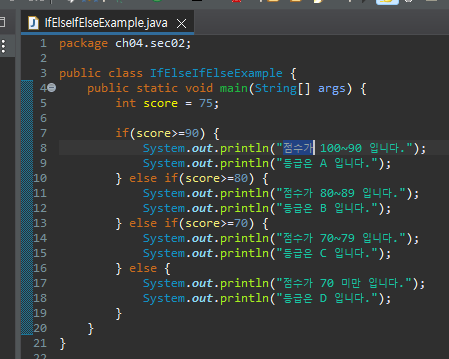 IfElseIfElseExample.java
1 package ch04.sec02;
2
3 public class IfElseIfElseExample {
4 public static void main(String[] args) {
5 int score = 75;
6
7 if(score>=90) {
8 System.out.println("점수가 100~90 입니다.");
9 System.out.println("등급은 A 입니다.");
10 } else if(score>=80) {
11 System.out.println("점수가 80~89 입니다.");
12 System.out.println("등급은 B 입니다.");
13 } else if(score>=70) {
14 System.out.println("점수가 70~79 입니다.");
15 System.out.println("등급은 C 입니다.");
16 } else {
17 System.out.println("점수가 70 미만 입니다.");
18 System.out.println("등급은 D 입니다.");
19 }
20 }
21 }
22